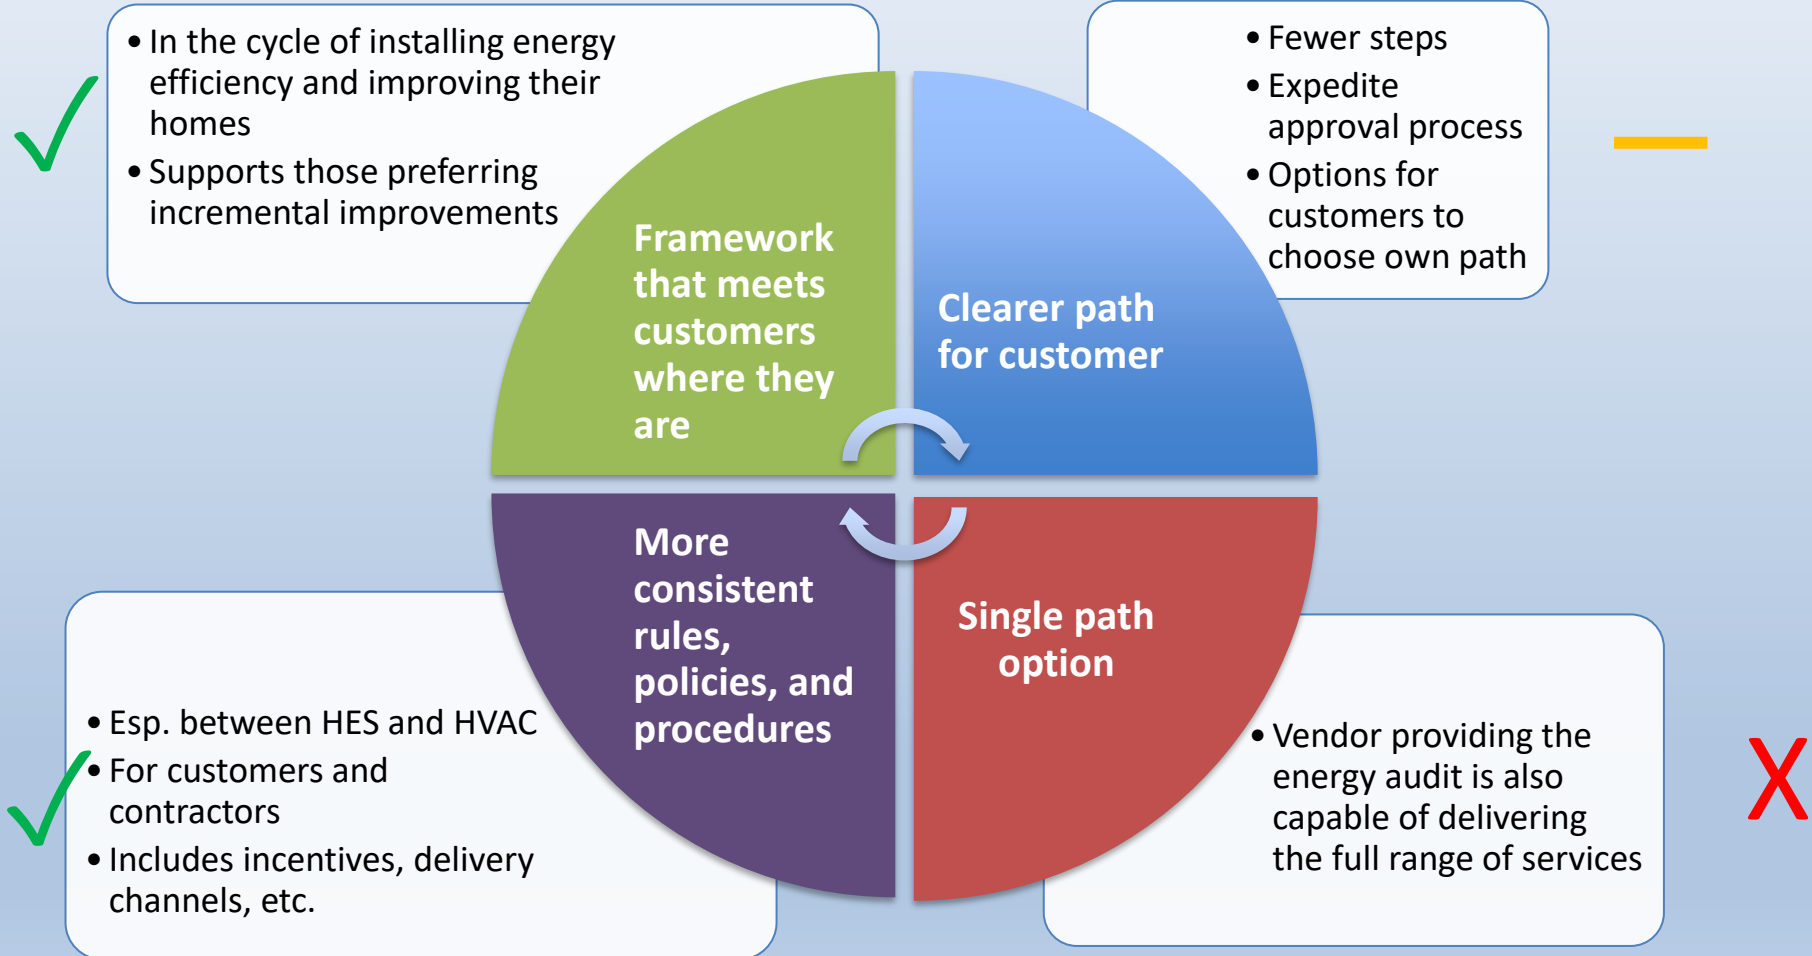 • In the cycle of installing energy
efficiency and improving their
homes
• Supports those preferring
incremental improvements
Framework
that meets
customers
where they
are
• Fewer steps
• Expedite
approval process
• Options for
customers to
choose own path
Clearer path
for customer
More
consistent
rules,
policies, and
procedures
• Esp. between HES and HVAC
• For customers and
contractors
• Includes incentives, delivery
channels, etc.
Single path
option
• Vendor providing the
energy audit is also
capable of delivering
the full range of services
X